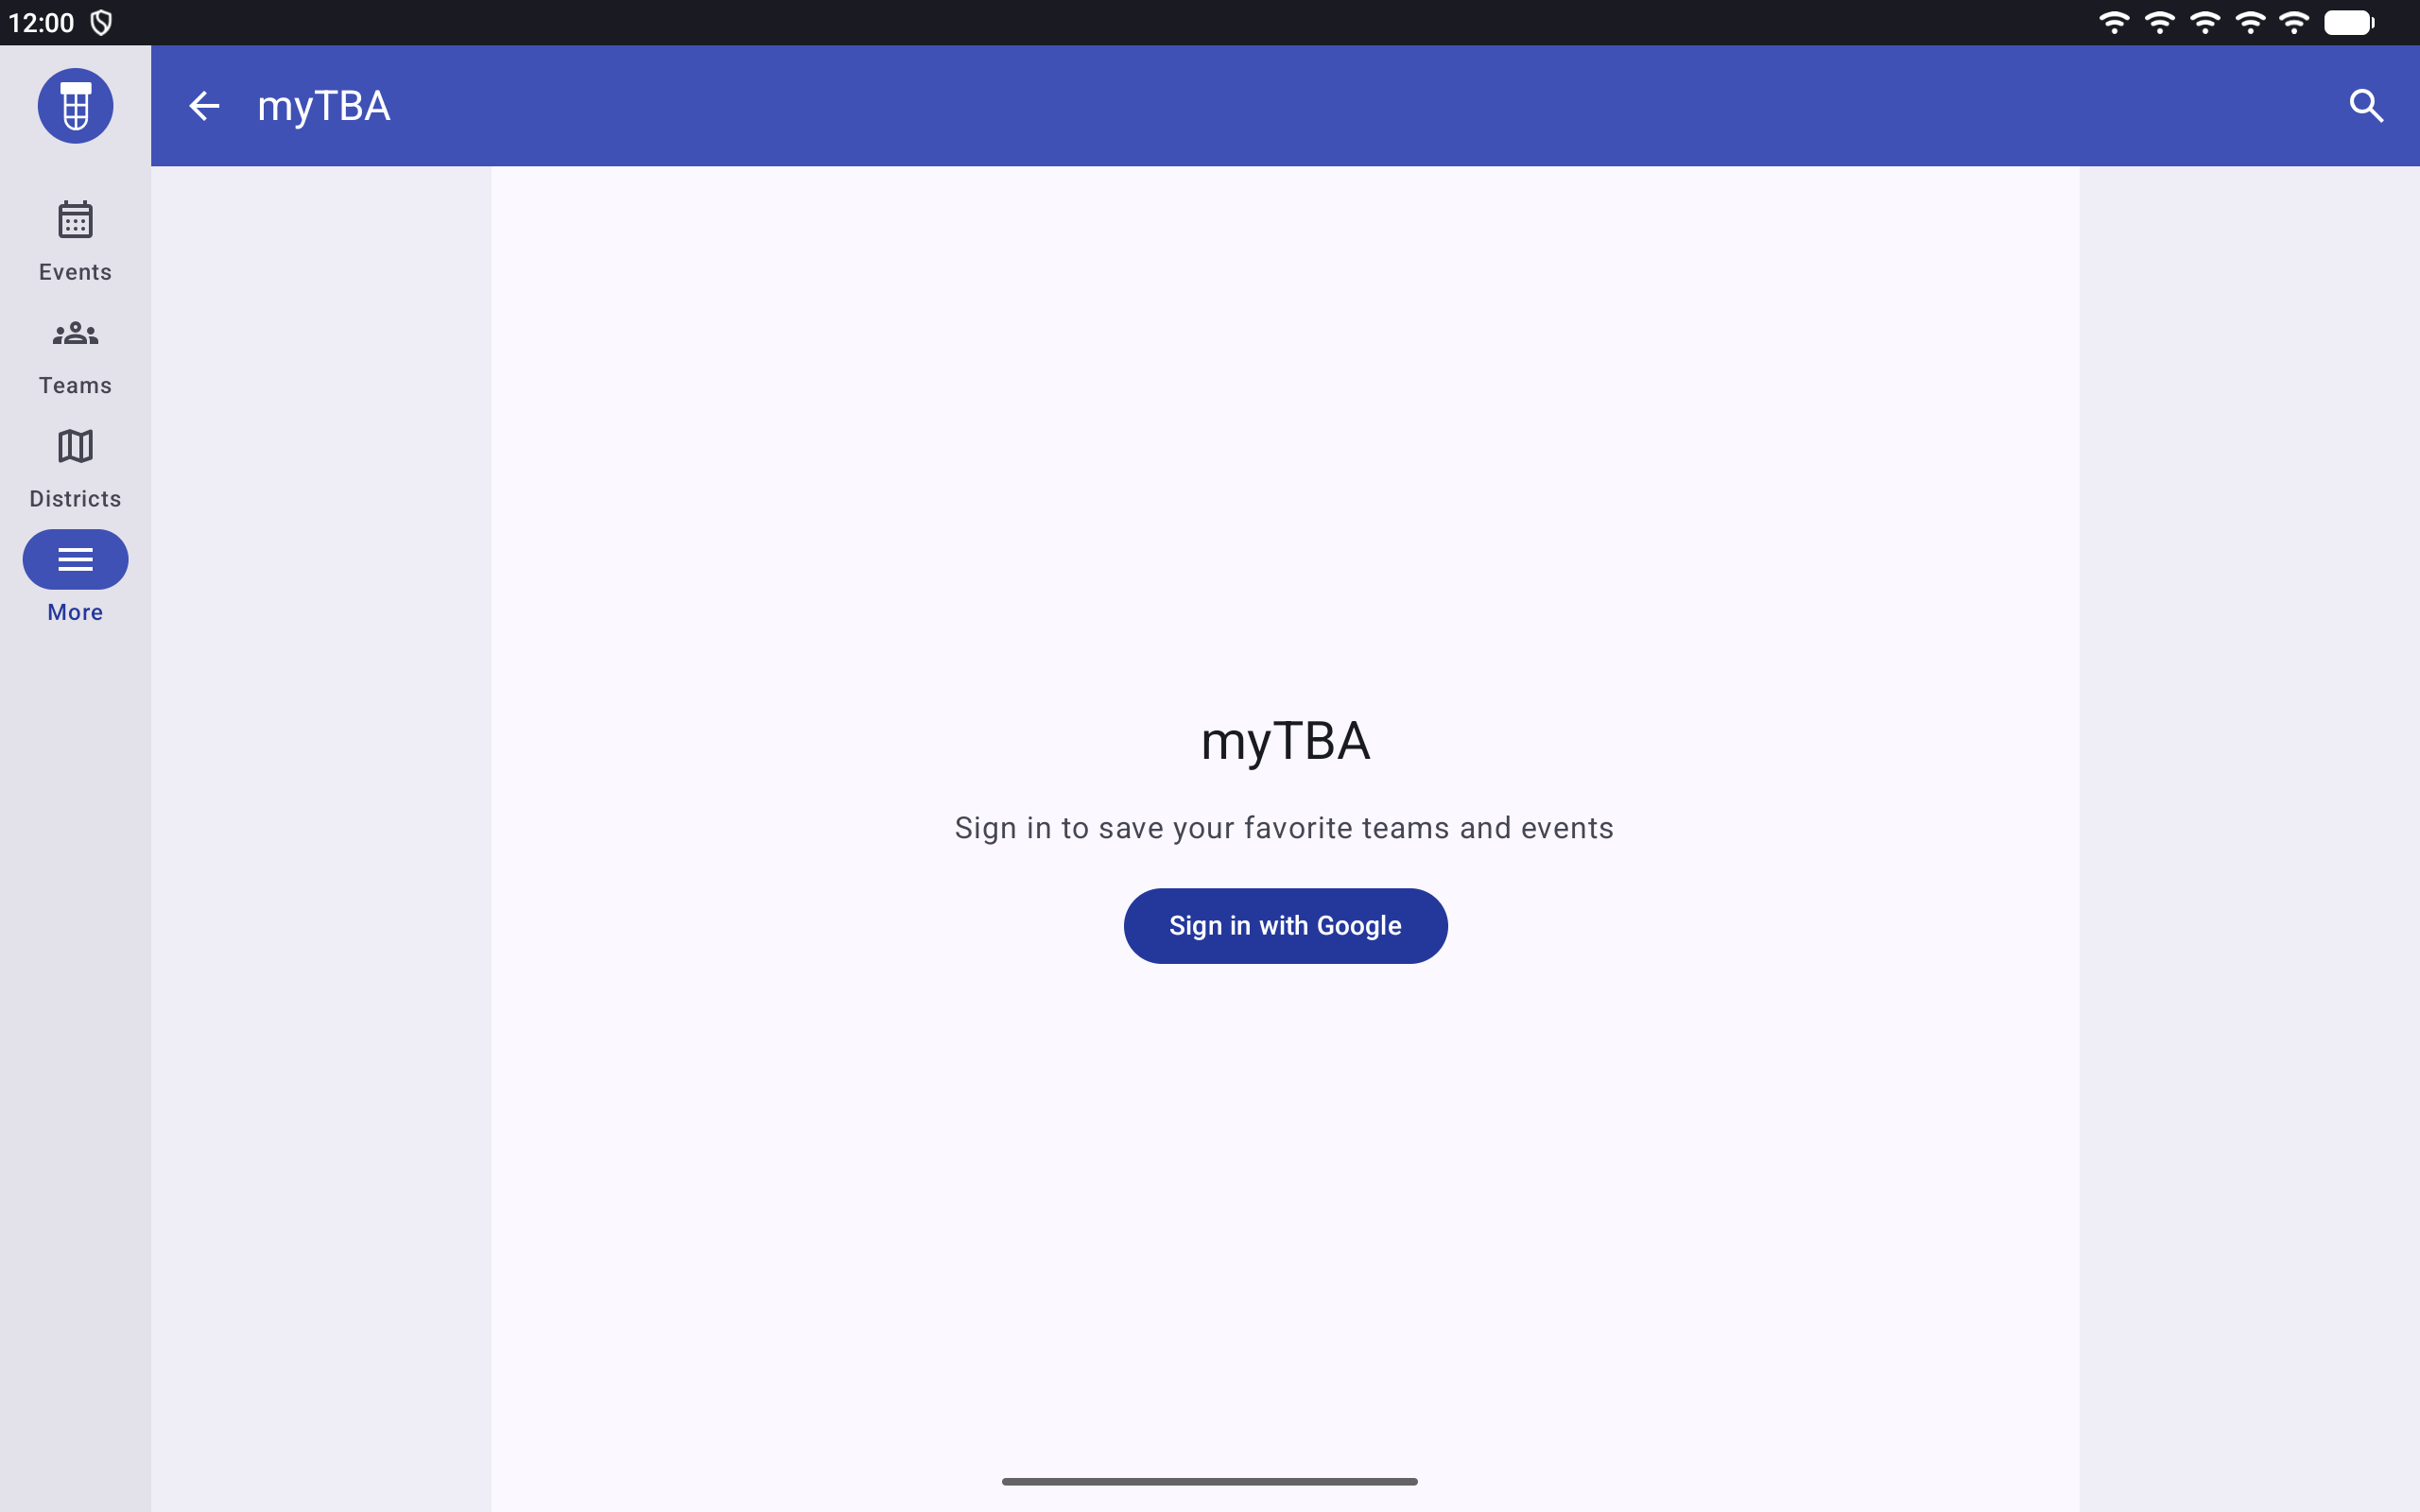 12:00
myTBA
Events
Teams
Districts
More
myTBA
Sign in to save your favorite teams and events
Sign in with Google